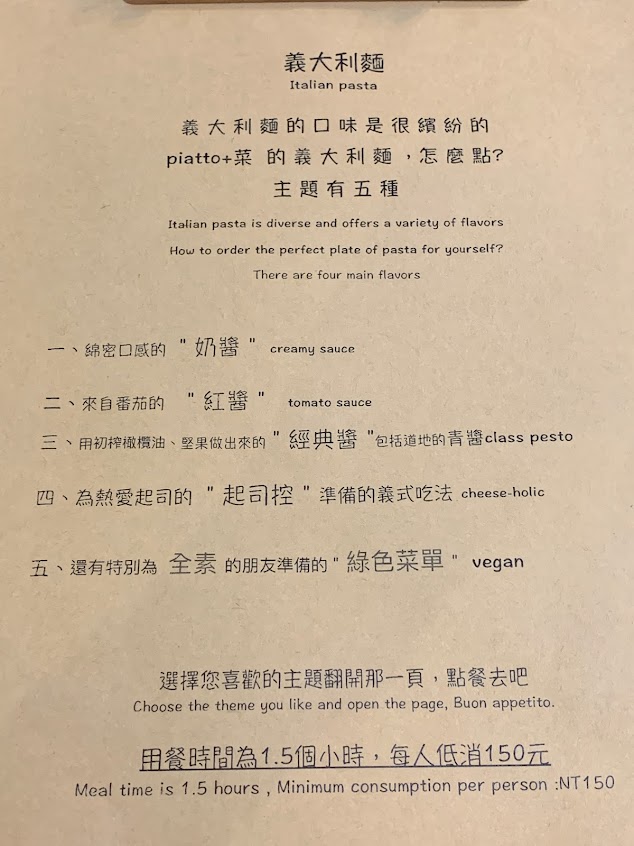 義大利麵
Italian pasta
義大利麵的口味是很繽紛的
piatto+菜 的義大利麵，怎麼點?
主題有五種
Italian pasta is diverse and offers a variety of flavors
How to order the perfect plate of pasta for yourself?
There are four main flavors
一、綿密口感的 "奶醬" creamy sauce
二、來自番茄的 "紅醬" tomato sauce
三、用初榨橄欖油、堅果做出來的"經典醬"包括道地的青醬class pesto
四、為熱愛起司的 "起司控" 準備的義式吃法 cheese-holic
五、還有特別為 全素 的朋友準備的"綠色菜單" vegan
選擇您喜歡的主題翻開那一頁，點餐去吧
Choose the theme you like and open the page, Buon appetito.
用餐時間為1.5個小時，每人低消150元
Meal time is 1.5 hours , Minimum consumption per person :NT150